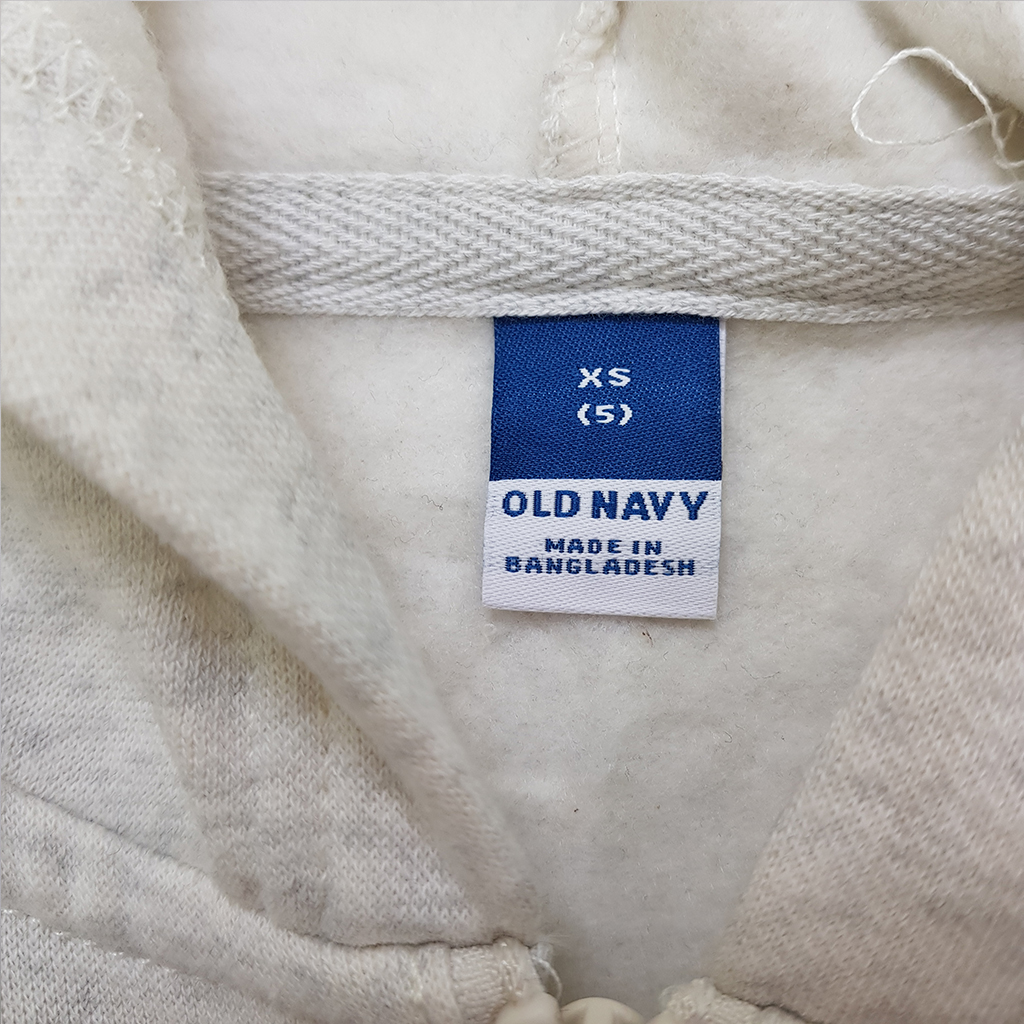 XS
(5)
OLD NAVY
MADE IN
BANGLADESH